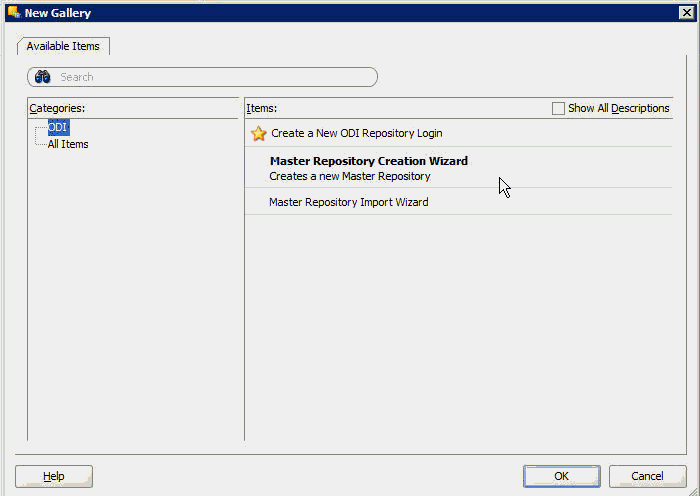 New Gallery
Available Items
Search
Categories:
ODI
All Items
Items:
Show All Descriptions
Create a New ODI Repository Login
Master Repository Creation Wizard
Creates a new Master Repository
Master Repository Import Wizard
Help
OK
Cancel